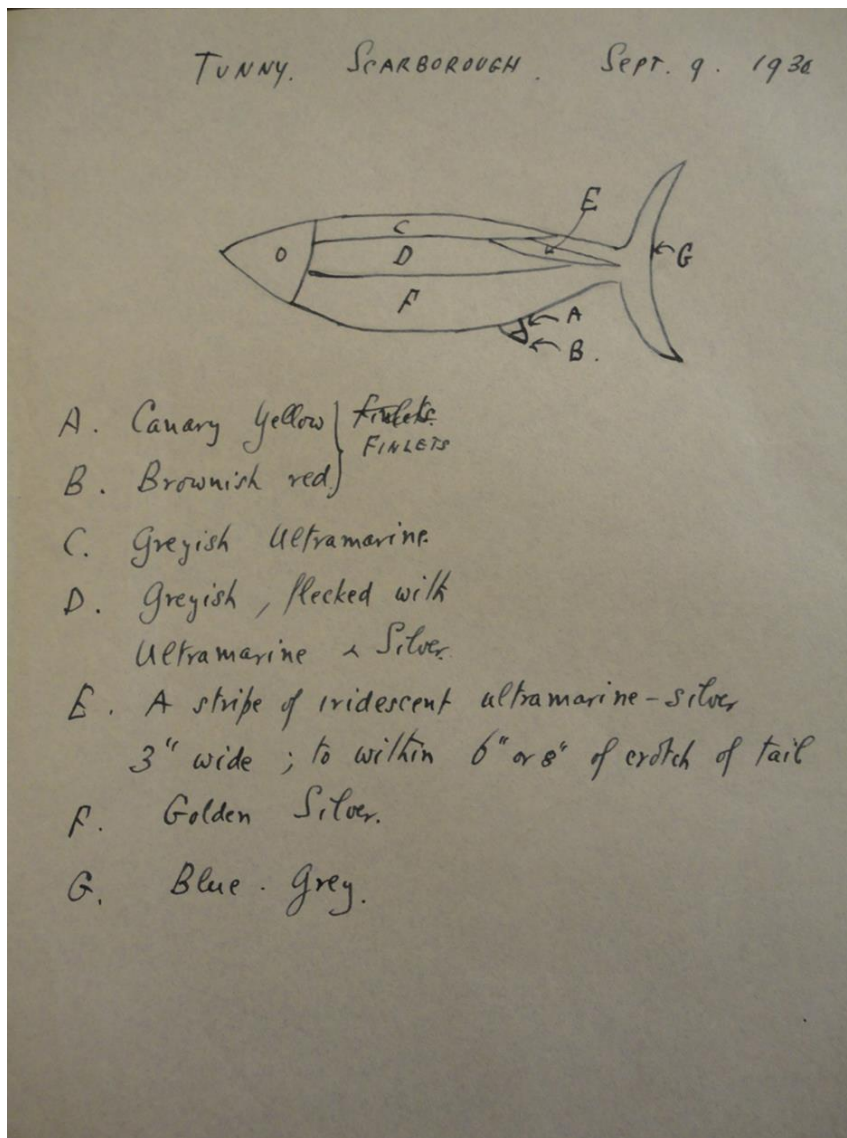 TUNNY. SCARBOROUGH. SEPT. 9.
E
C
D
G
F
A
B.
A. Canary Yellow } Finlets.
FINLETS
B. Brownish red.
C. Greyish Ultramarine.
D. Greyish, flecked with
Ultramarine & Silver.
E. A stripe of iridescent ultramarine-silver
3" wide; to within 6" or 8" of crotch of tail
F. Golden Silver.
G. Blue-Grey.